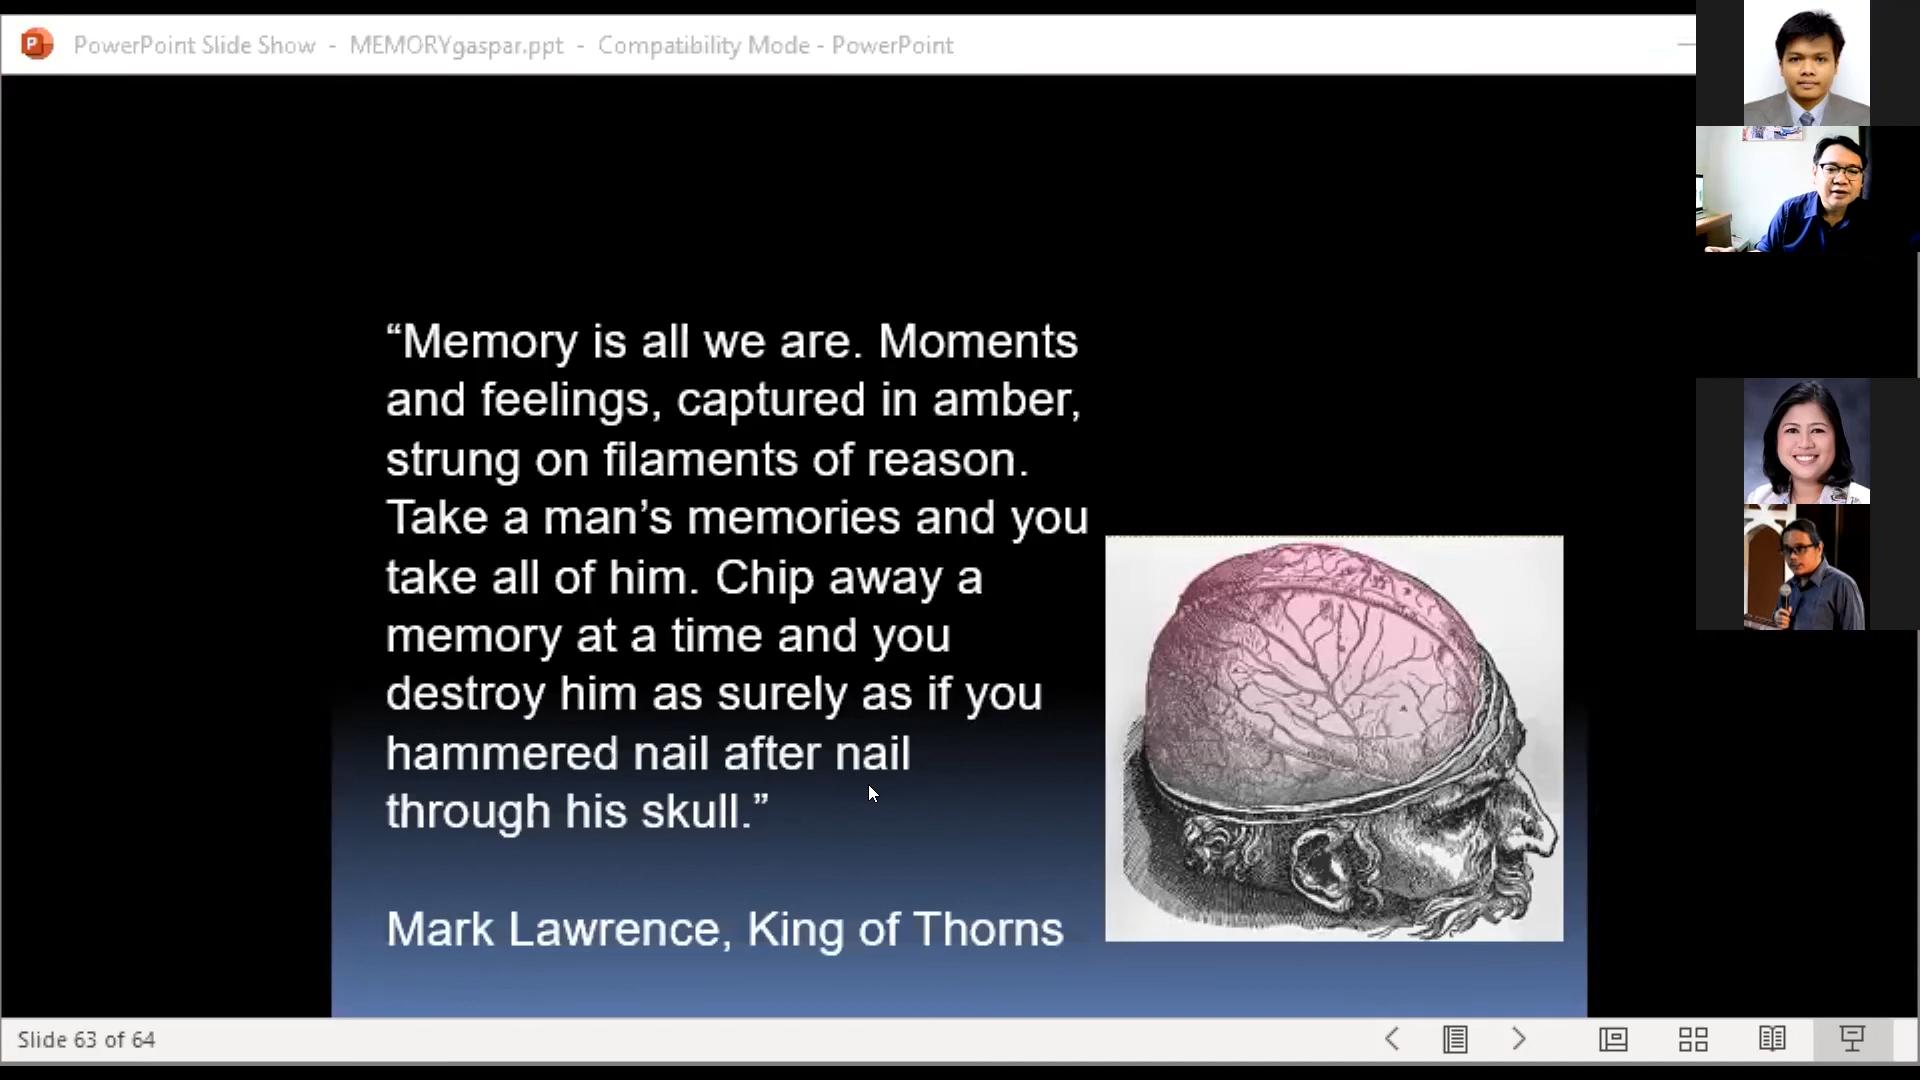 PowerPoint Slide Show - MEMORYgaspar.ppt - Compatibility Mode - PowerPoint
“Memory is all we are. Moments
and feelings, captured in amber,
strung on filaments of reason.
Take a man’s memories and you
take all of him. Chip away a
memory at a time and you
destroy him as surely as if you
hammered nail after nail
through his skull.”
Mark Lawrence, King of Thorns
Slide 63 of 64